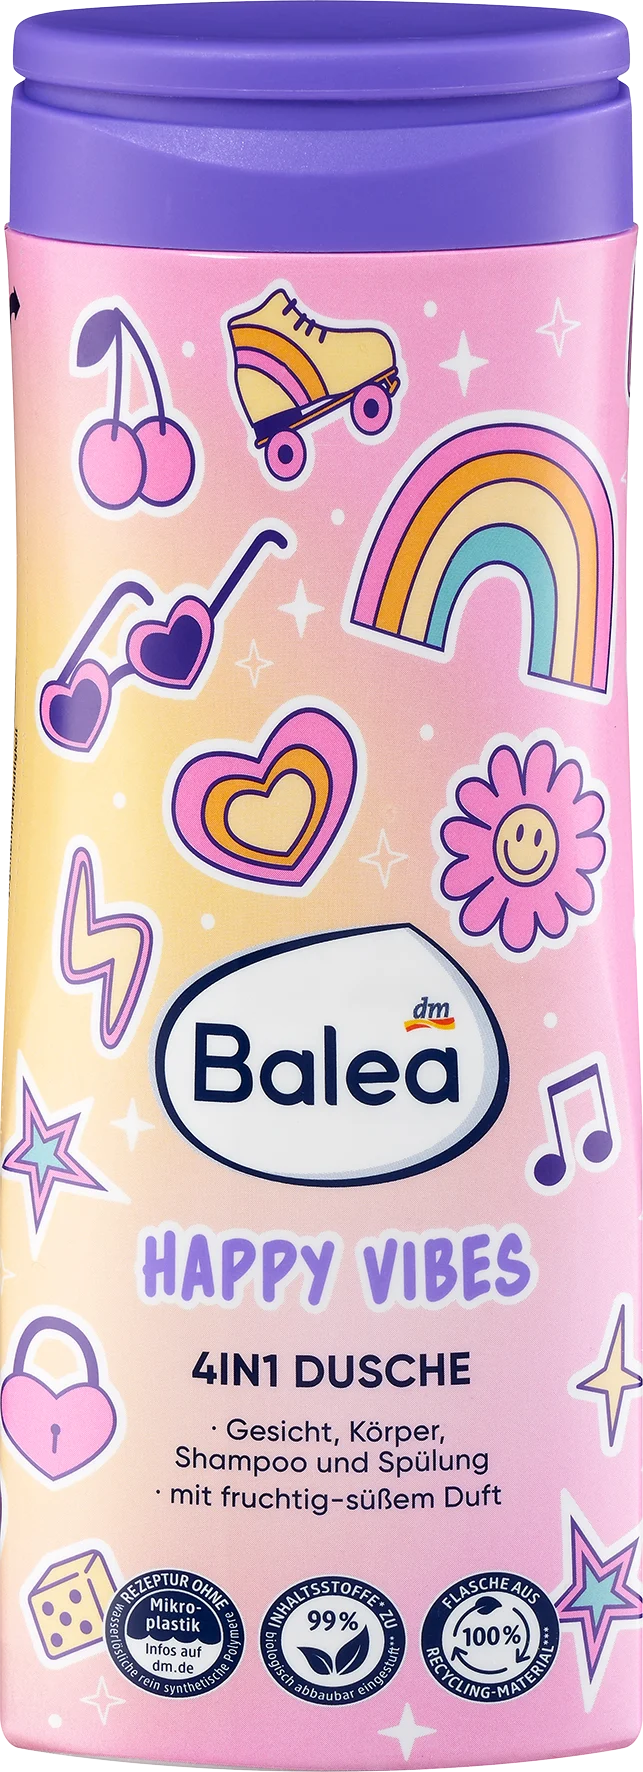 dm
Balea
HAPPY VIBES
4IN1 DUSCHE
· Gesicht, Körper,
Shampoo und Spülung
· mit fruchtig-süßem Duft
REZEPTUR OHNE
Mikro-
plastik
Infos auf
dm.de
wasserlösliche rein synthetische Polymere
INHALTSSTOFFE* ZU
99%
biologisch abbaubar eingestuft**
FLASCHE AUS
100%
RECYCLING-MATERIAL***